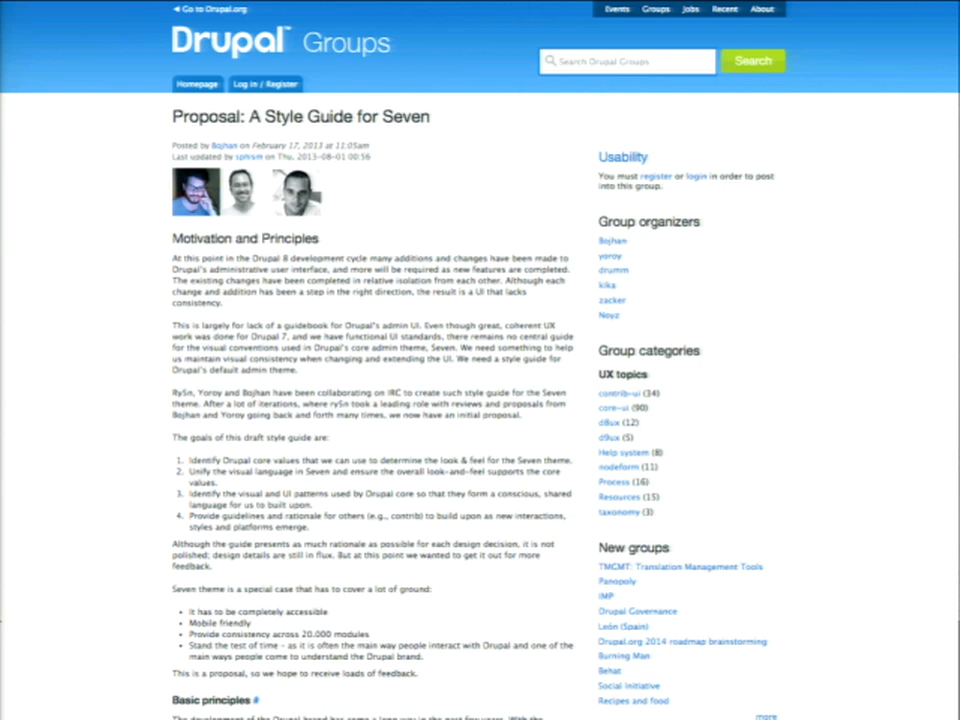 ◄ Go to Drupal.org
Events Groups Jobs Recent About
Drupal™ Groups
Search Drupal Groups
Search
Homepage
Log in / Register
Proposal: A Style Guide for Seven
Posted by Bojhan on February 17, 2013 at 11:05am
Last updated by sphism on Thu, 2013-08-01 00:56
Motivation and Principles
At this point in the Drupal 8 development cycle many additions and changes have been made to
Drupal's administrative user interface, and more will be required as new features are completed.
The existing changes have been completed in relative isolation from each other. Although each
change and addition has been a step in the right direction, the result is a UI that lacks
consistency.
This is largely for lack of a guidebook for Drupal's admin UI. Even though great, coherent UX
work was done for Drupal 7, and we have functional UI standards, there remains no central guide
for the visual conventions used in Drupal's core admin theme, Seven. We need something to help
us maintain visual consistency when changing and extending the UI. We need a style guide for
Drupal's default admin theme.
Ry5n, Yoroy and Bojhan have been collaborating on IRC to create such style guide for the Seven
theme. After a lot of iterations, where ry5n took a leading role with reviews and proposals from
Bojhan and Yoroy going back and forth many times, we now have an initial proposal.
The goals of this draft style guide are:
1. Identify Drupal core values that we can use to determine the look & feel for the Seven theme.
2. Unify the visual language in Seven and ensure the overall look-and-feel supports the core
values.
3. Identify the visual and UI patterns used by Drupal core so that they form a conscious, shared
language for us to built upon.
4. Provide guidelines and rationale for others (e.g., contrib) to build upon as new interactions,
styles and platforms emerge.
Although the guide presents as much rationale as possible for each design decision, it is not
polished; design details are still in flux. But at this point we wanted to get it out for more
feedback.
Seven theme is a special case that has to cover a lot of ground:
• It has to be completely accessible
• Mobile friendly
• Provide consistency across 20.000 modules
• Stand the test of time - as it is often the main way people interact with Drupal and one of the
main ways people come to understand the Drupal brand.
This is a proposal, so we hope to receive loads of feedback.
Basic principles #
The development of the Drupal brand has come a long way in the past few years. With the
Usability
You must register or login in order to post
into this group.
Group organizers
Bojhan
yoroy
drumm
kika
zacker
Noyz
Group categories
UX topics
contrib-ui (34)
core-ui (90)
d8ux (12)
d9ux (5)
Help system (8)
nodeform (11)
Process (16)
Resources (15)
taxonomy (3)
New groups
TMGMT: Translation Management Tools
Panopoly
IMP
Drupal Governance
León (Spain)
Drupal.org 2014 roadmap brainstorming
Burning Man
Behat
Social Initiative
Recipes and food
more